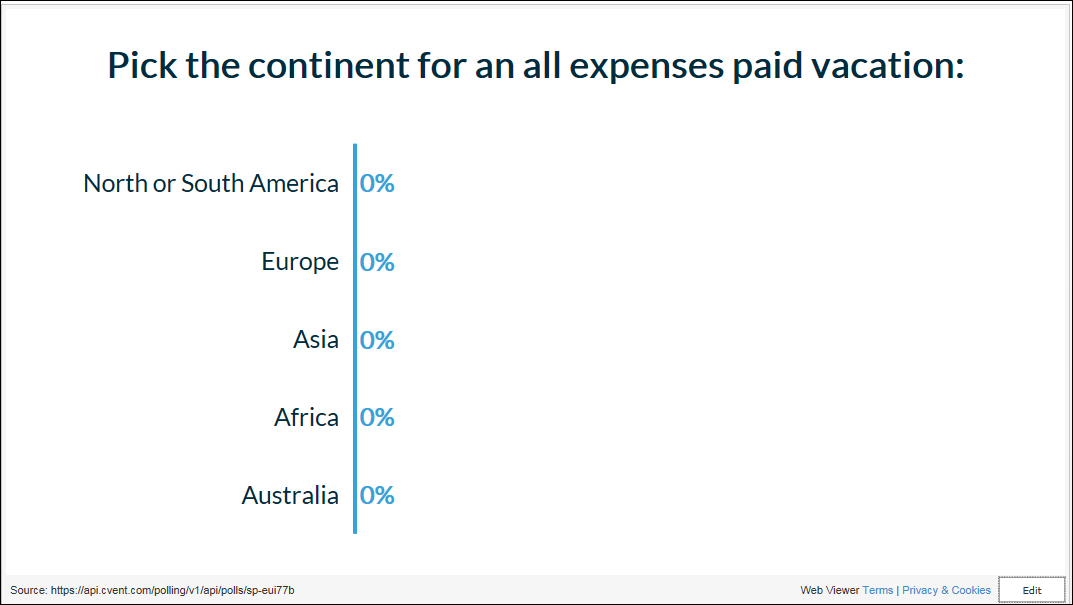 Pick the continent for an all expenses paid vacation:
North or South America 0%
Europe 0%
Asia 0%
Africa 0%
Australia 0%
Source: https://api.cvent.com/polling/v1/api/polls/sp-eui77b Web Viewer Terms | Privacy & Cookies Edit